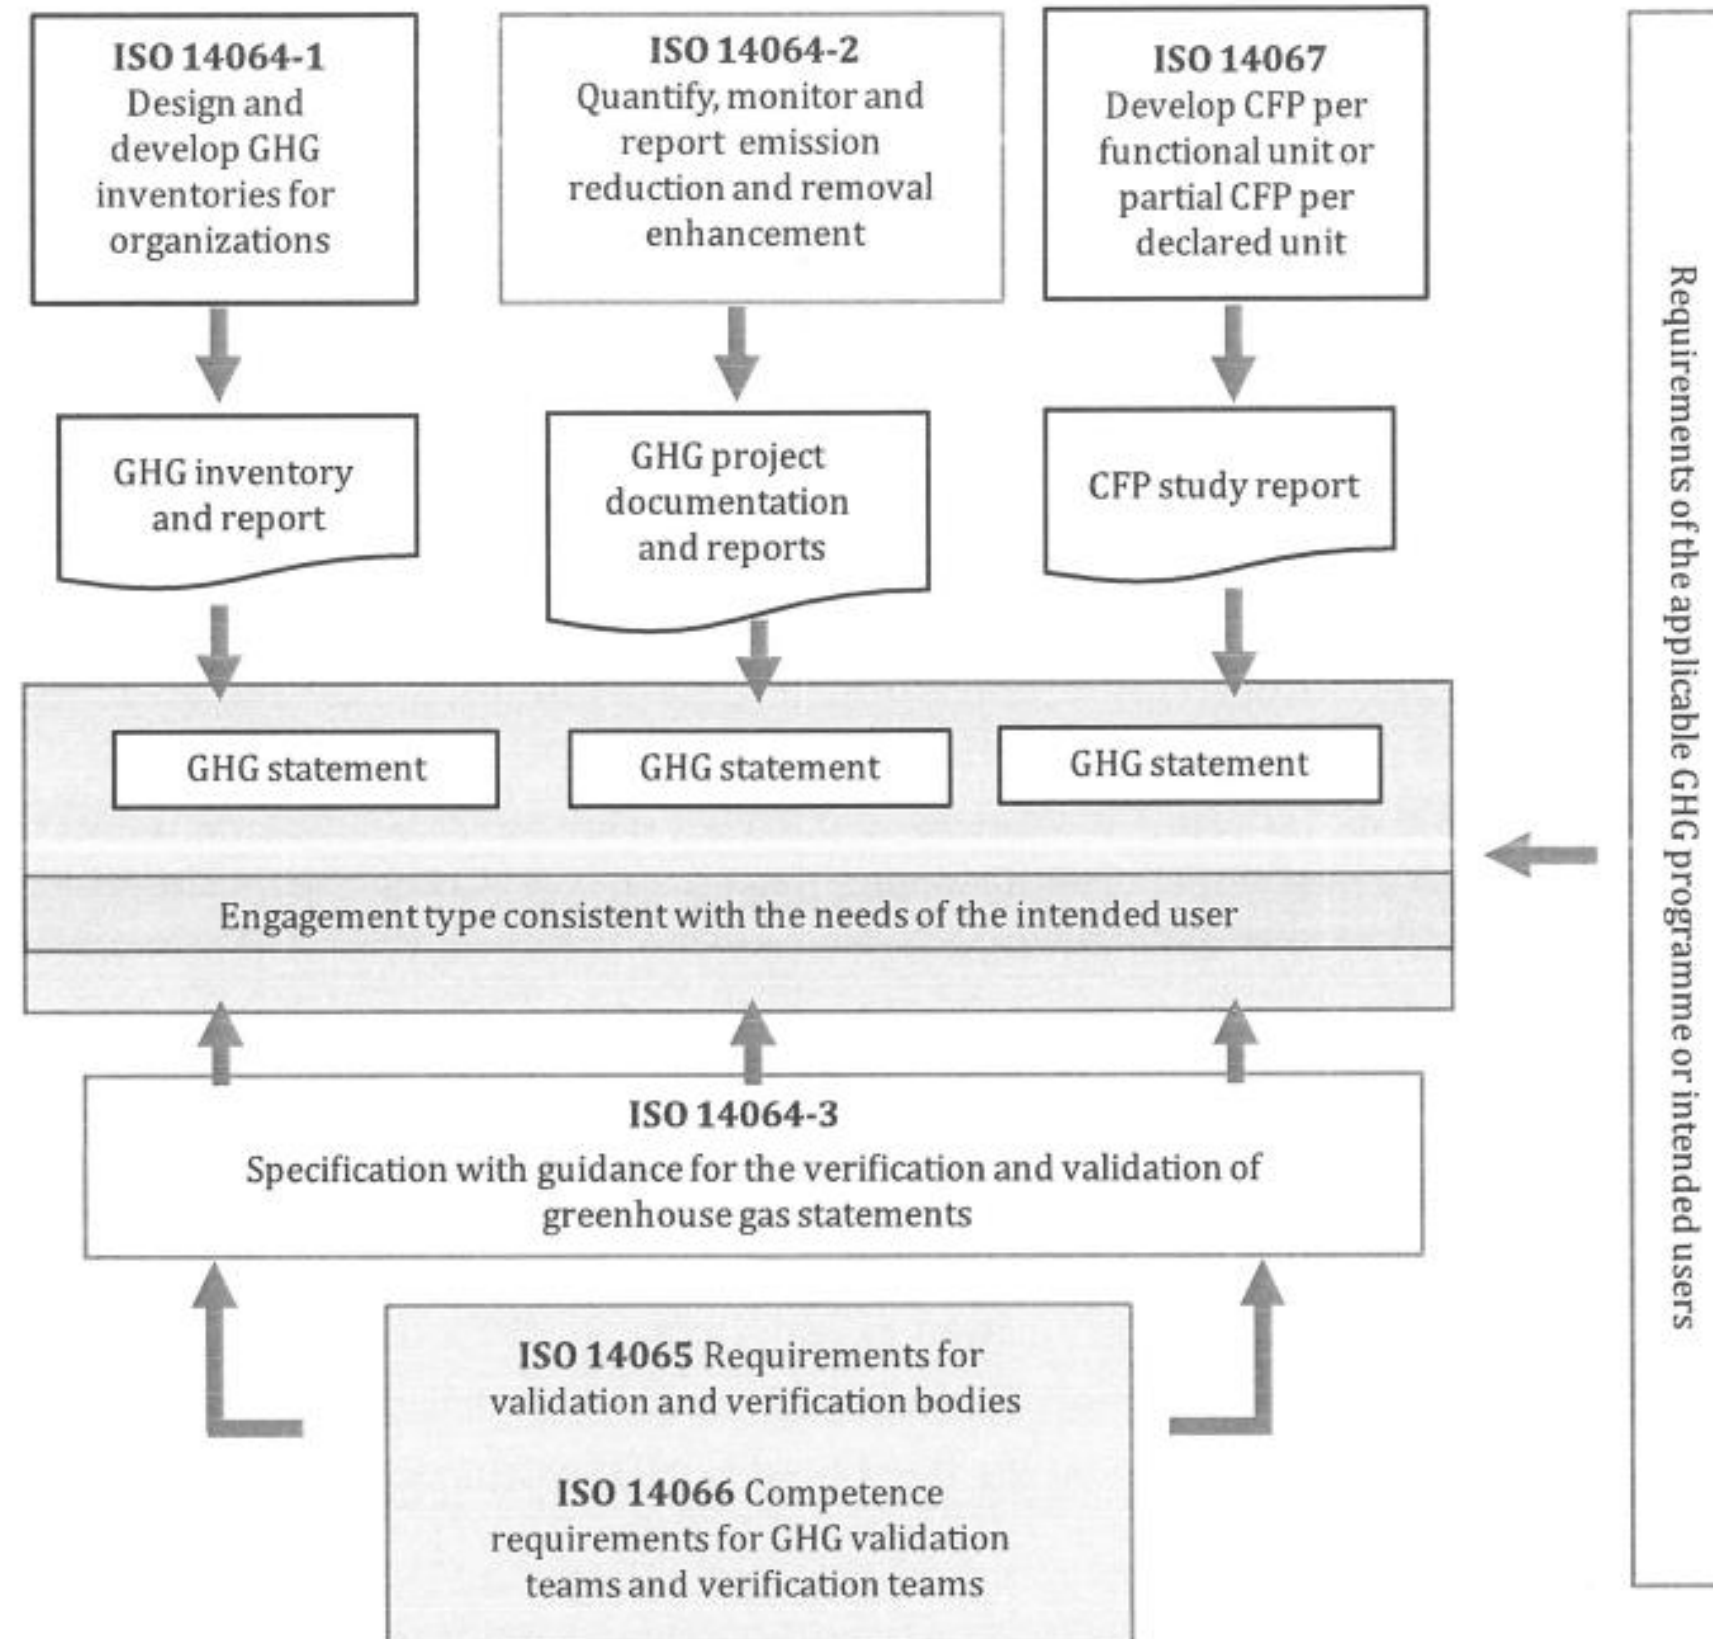 ISO 14064-1
Design and
develop GHG
inventories for
organizations
ISO 14064-2
Quantify, monitor and
report emission
reduction and removal
enhancement
ISO 14067
Develop CFP per
functional unit or
partial CFP per
declared unit
GHG inventory
and report
GHG project
documentation
and reports
CFP study report
GHG statement
GHG statement
GHG statement
Engagement type consistent with the needs of the intended user
ISO 14064-3
Specification with guidance for the verification and validation of
greenhouse gas statements
ISO 14065 Requirements for
validation and verification bodies
ISO 14066 Competence
requirements for GHG validation
teams and verification teams
Requirements of the applicable GHG programme or intended users